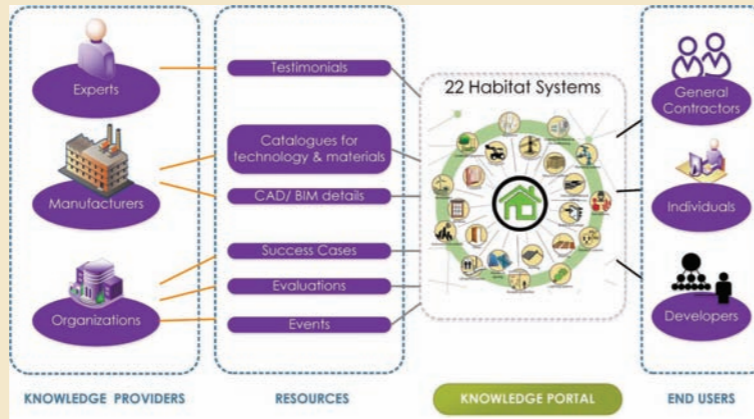 Experts
Manufacturers
Organizations
KNOWLEDGE PROVIDERS
Testimonials
Catalogues for
technology & materials
CAD/ BIM details
Success Cases
Evaluations
Events
RESOURCES
22 Habitat Systems
KNOWLEDGE PORTAL
General
Contractors
Individuals
Developers
END USERS